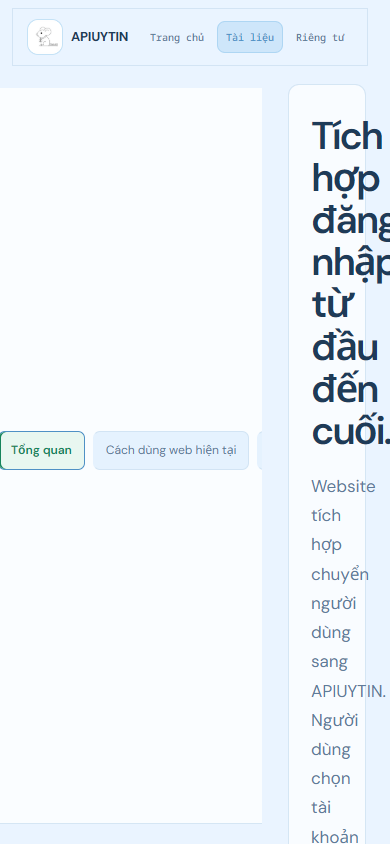 APIUYTIN
Trang chủ
Tài liệu
Riêng tư
Tổng quan
Cách dùng web hiện tại
Tích
hợp
đăng
nhập
từ
đầu
đến
cuối.
Website
tích
hợp
chuyển
người
dùng
sang
APIUYTIN.
Người
dùng
chọn
tài
khoản